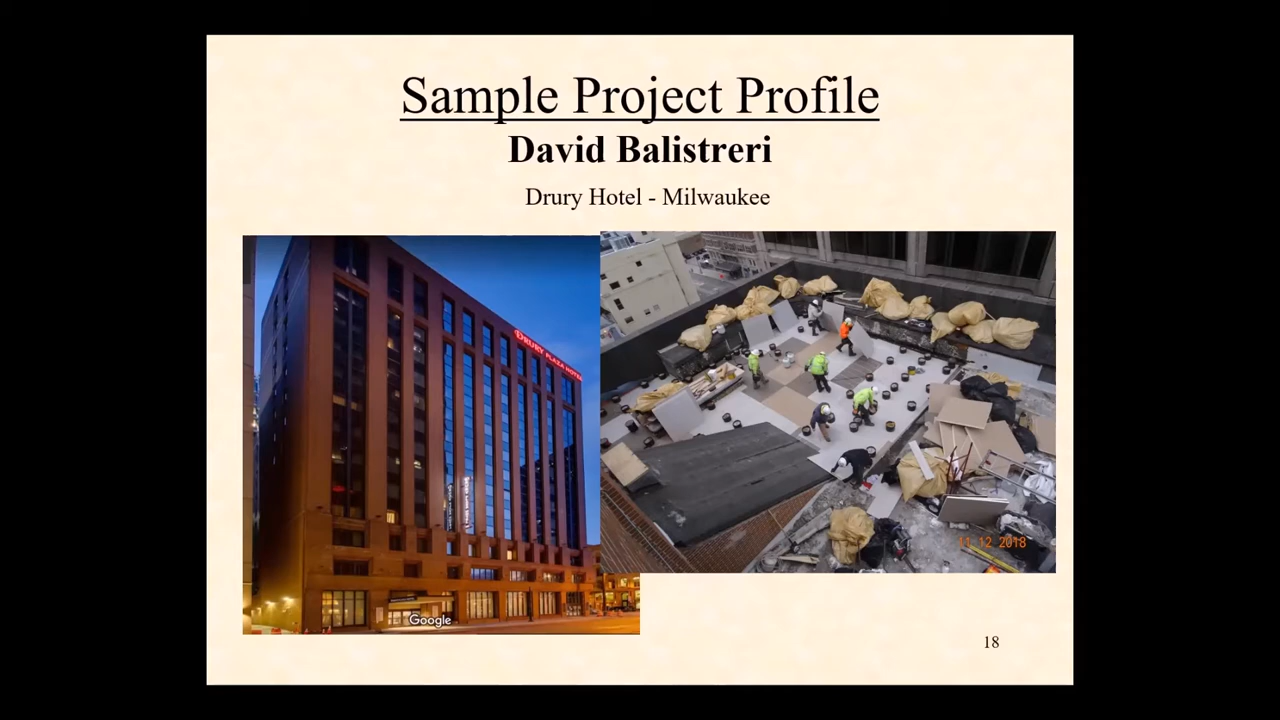 Sample Project Profile
David Balistreri
Drury Hotel - Milwaukee
DRURY PLAZA HOTEL
11 12 2018
Google
18